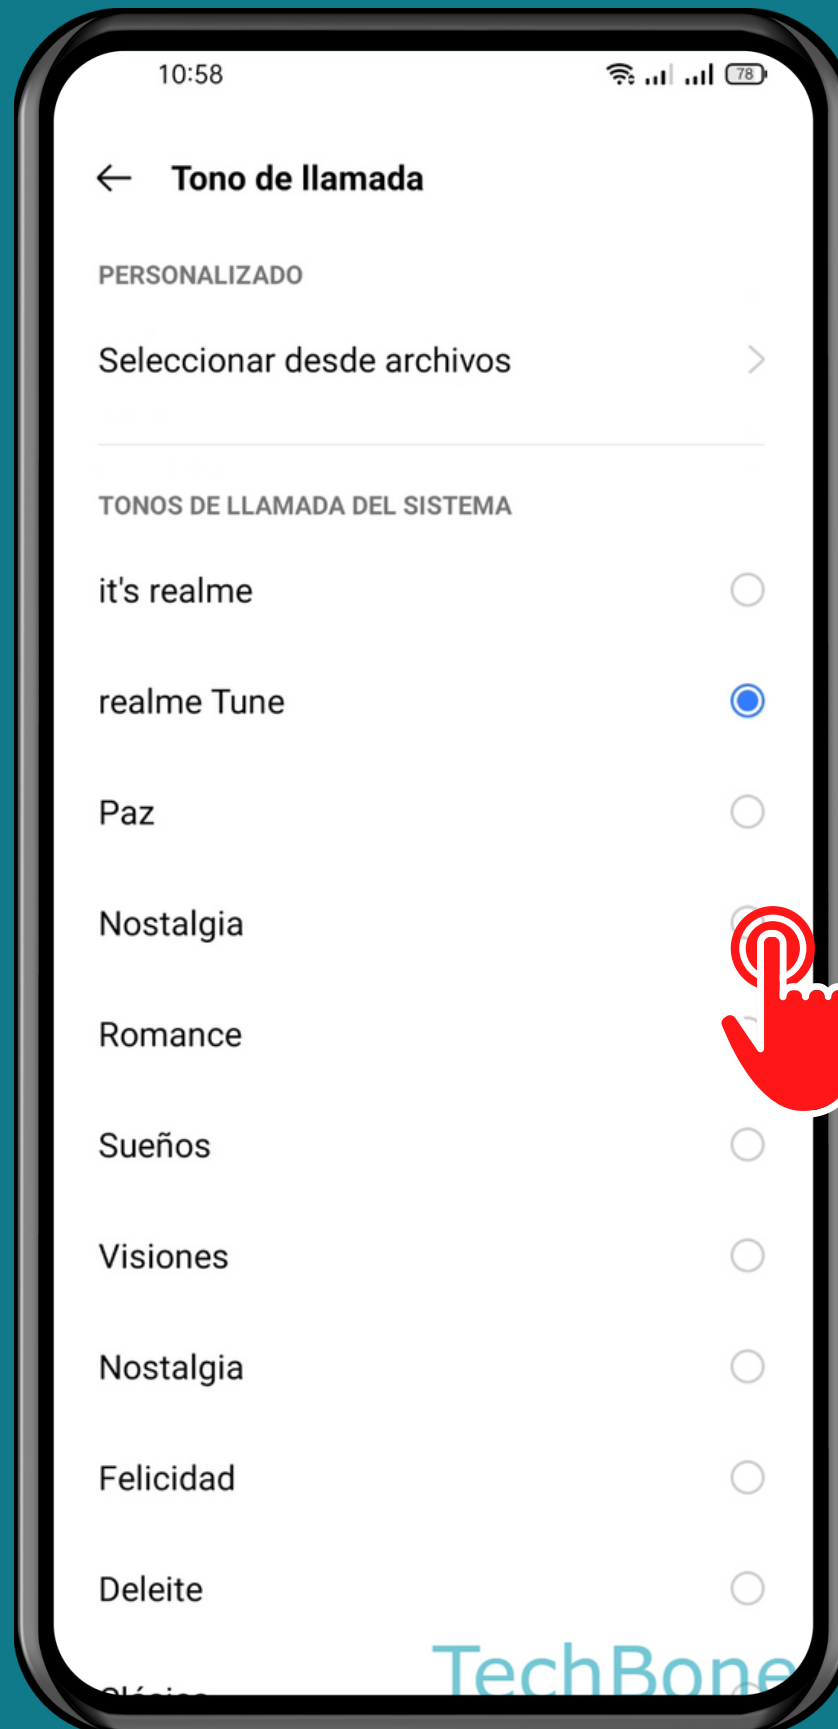 10:58
78
Tono de llamada
PERSONALIZADO
Seleccionar desde archivos
TONOS DE LLAMADA DEL SISTEMA
it's realme
realme Tune
Paz
Nostalgia
Romance
Sueños
Visiones
Nostalgia
Felicidad
Deleite
TechBone